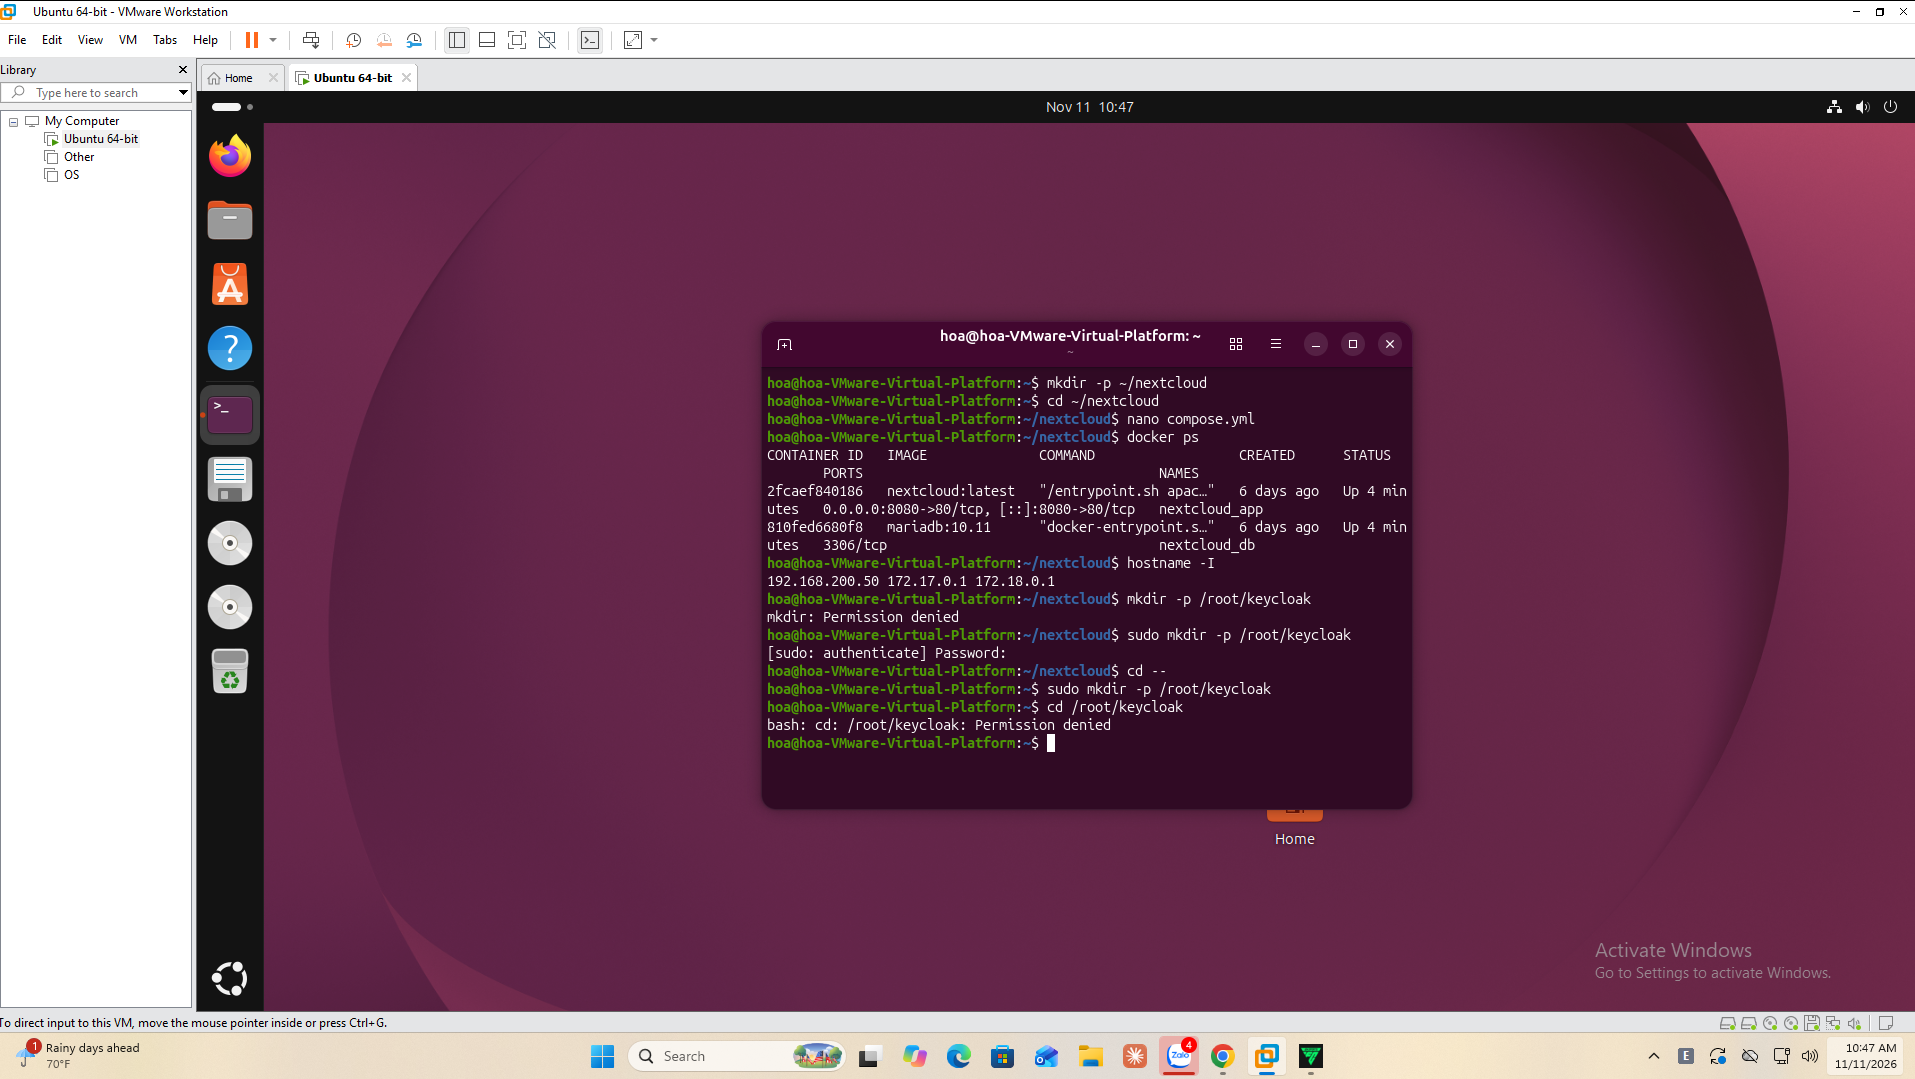 Ubuntu 64-bit - VMware Workstation
File Edit View VM Tabs Help
Library
Type here to search
My Computer
Ubuntu 64-bit
Other
OS
Home
Ubuntu 64-bit
Nov 11 10:47
hoa@hoa-VMware-Virtual-Platform: ~
~
hoa@hoa-VMware-Virtual-Platform:~$ mkdir -p ~/nextcloud
hoa@hoa-VMware-Virtual-Platform:~$ cd ~/nextcloud
hoa@hoa-VMware-Virtual-Platform:~/nextcloud$ nano compose.yml
hoa@hoa-VMware-Virtual-Platform:~/nextcloud$ docker ps
CONTAINER ID   IMAGE              COMMAND                  CREATED      STATUS
       PORTS                                     NAMES
2fcaef840186   nextcloud:latest   "/entrypoint.sh apac…"   6 days ago   Up 4 min
utes   0.0.0.0:8080->80/tcp, [::]:8080->80/tcp   nextcloud_app
810fed6680f8   mariadb:10.11      "docker-entrypoint.s…"   6 days ago   Up 4 min
utes   3306/tcp                                  nextcloud_db
hoa@hoa-VMware-Virtual-Platform:~/nextcloud$ hostname -I
192.168.200.50 172.17.0.1 172.18.0.1
hoa@hoa-VMware-Virtual-Platform:~/nextcloud$ mkdir -p /root/keycloak
mkdir: Permission denied
hoa@hoa-VMware-Virtual-Platform:~/nextcloud$ sudo mkdir -p /root/keycloak
[sudo: authenticate] Password:
hoa@hoa-VMware-Virtual-Platform:~/nextcloud$ cd --
hoa@hoa-VMware-Virtual-Platform:~$ sudo mkdir -p /root/keycloak
hoa@hoa-VMware-Virtual-Platform:~$ cd /root/keycloak
bash: cd: /root/keycloak: Permission denied
hoa@hoa-VMware-Virtual-Platform:~$
Home
Activate Windows
Go to Settings to activate Windows.
To direct input to this VM, move the mouse pointer inside or press Ctrl+G.
1
Rainy days ahead
70°F
Search
Zalo
4
E
10:47 AM
11/11/2026